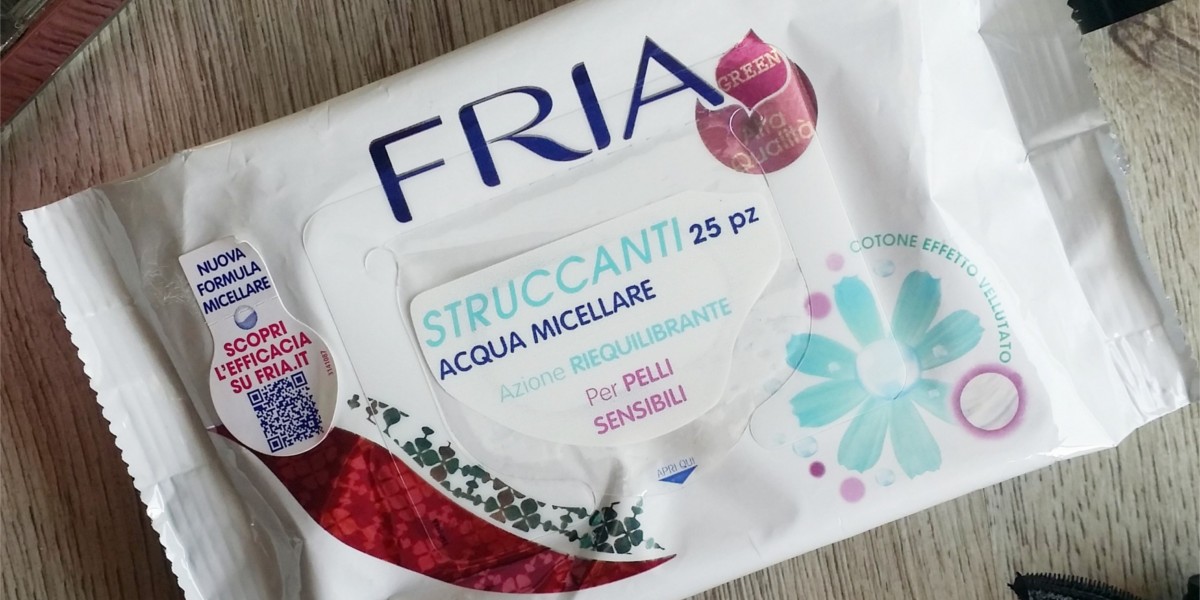 FRIA
GREEN
Alta
Qualità
STRUCCANTI 25 pz
ACQUA MICELLARE
Azione RIEQUILIBRANTE
Per PELLI
SENSIBILI
APRI QUI
NUOVA
FORMULA
MICELLARE
SCOPRI
L'EFFICACIA
SU FRIA.IT
COTONE EFFETTO VELLUTATO